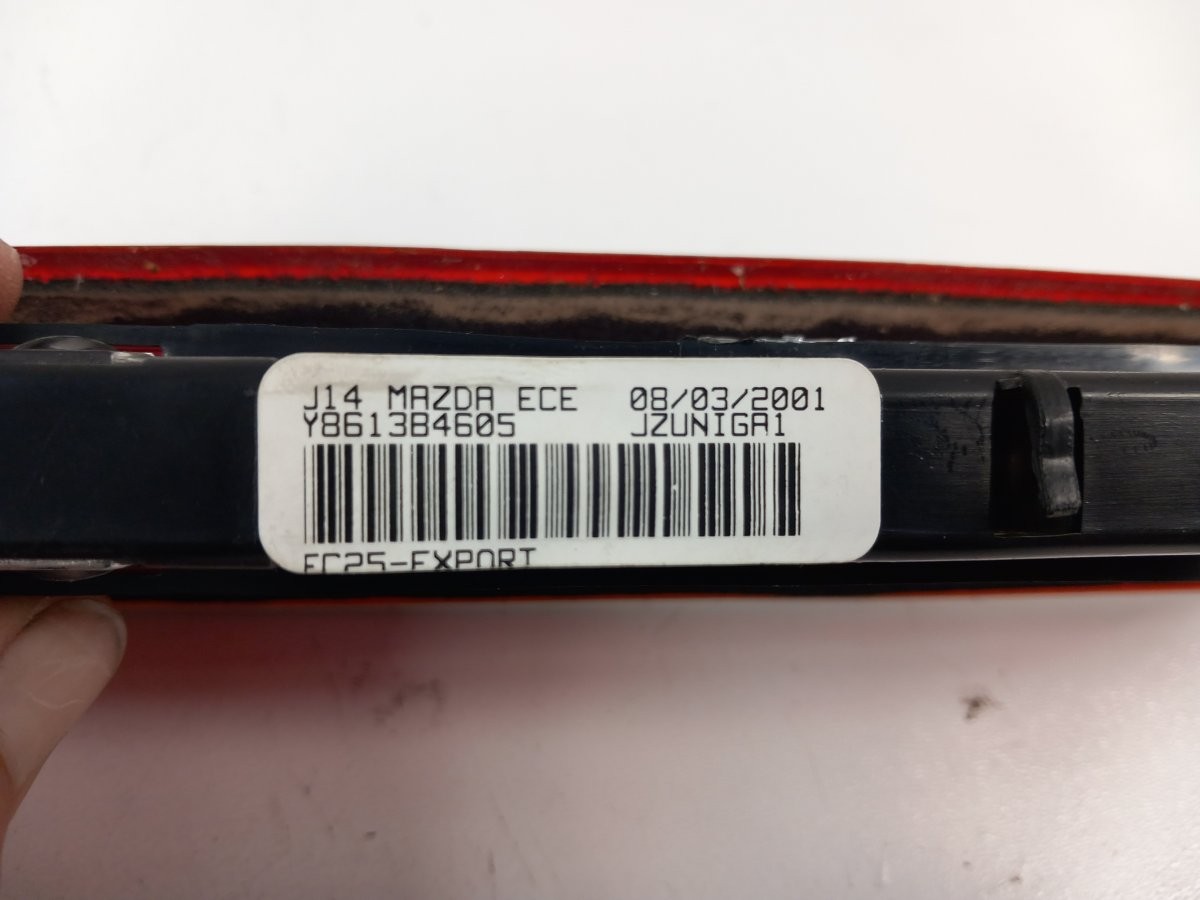 J14 MAZDA ECE 08/03/2001
Y8613B4605 JZUNIGA1
EC25-EXPORT